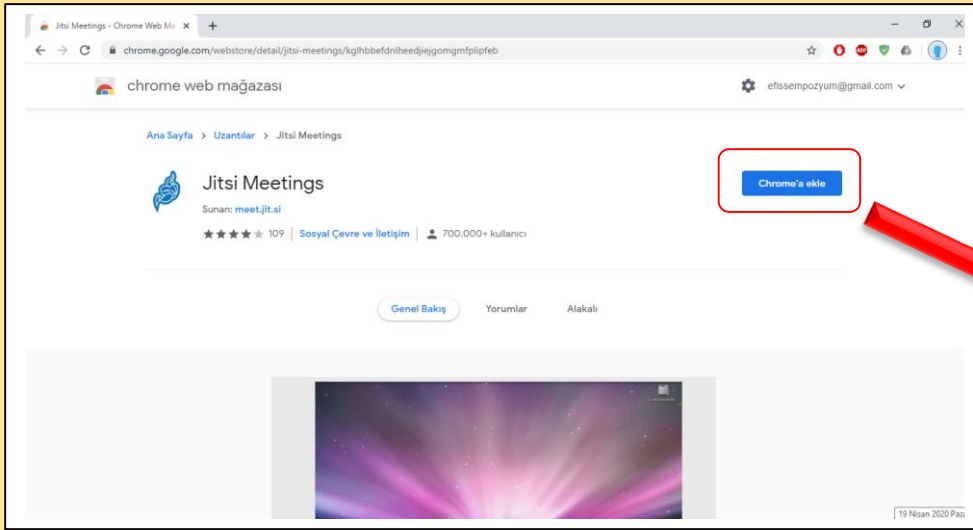 Jitsi Meetings - Chrome Web Ma
chrome.google.com/webstore/detail/jitsi-meetings/kglhbbefdnlheedjiejgomgmfplipfeb
ABP
chrome web mağazası
efissempozyum@gmail.com
Ana Sayfa > Uzantılar > Jitsi Meetings
Jitsi Meetings
Chrome'a ekle
Sunan: meet.jit.si
109 | Sosyal Çevre ve İletişim | 700.000+ kullanıcı
Genel Bakış Yorumlar Alakalı
19 Nisan 2020 Paza